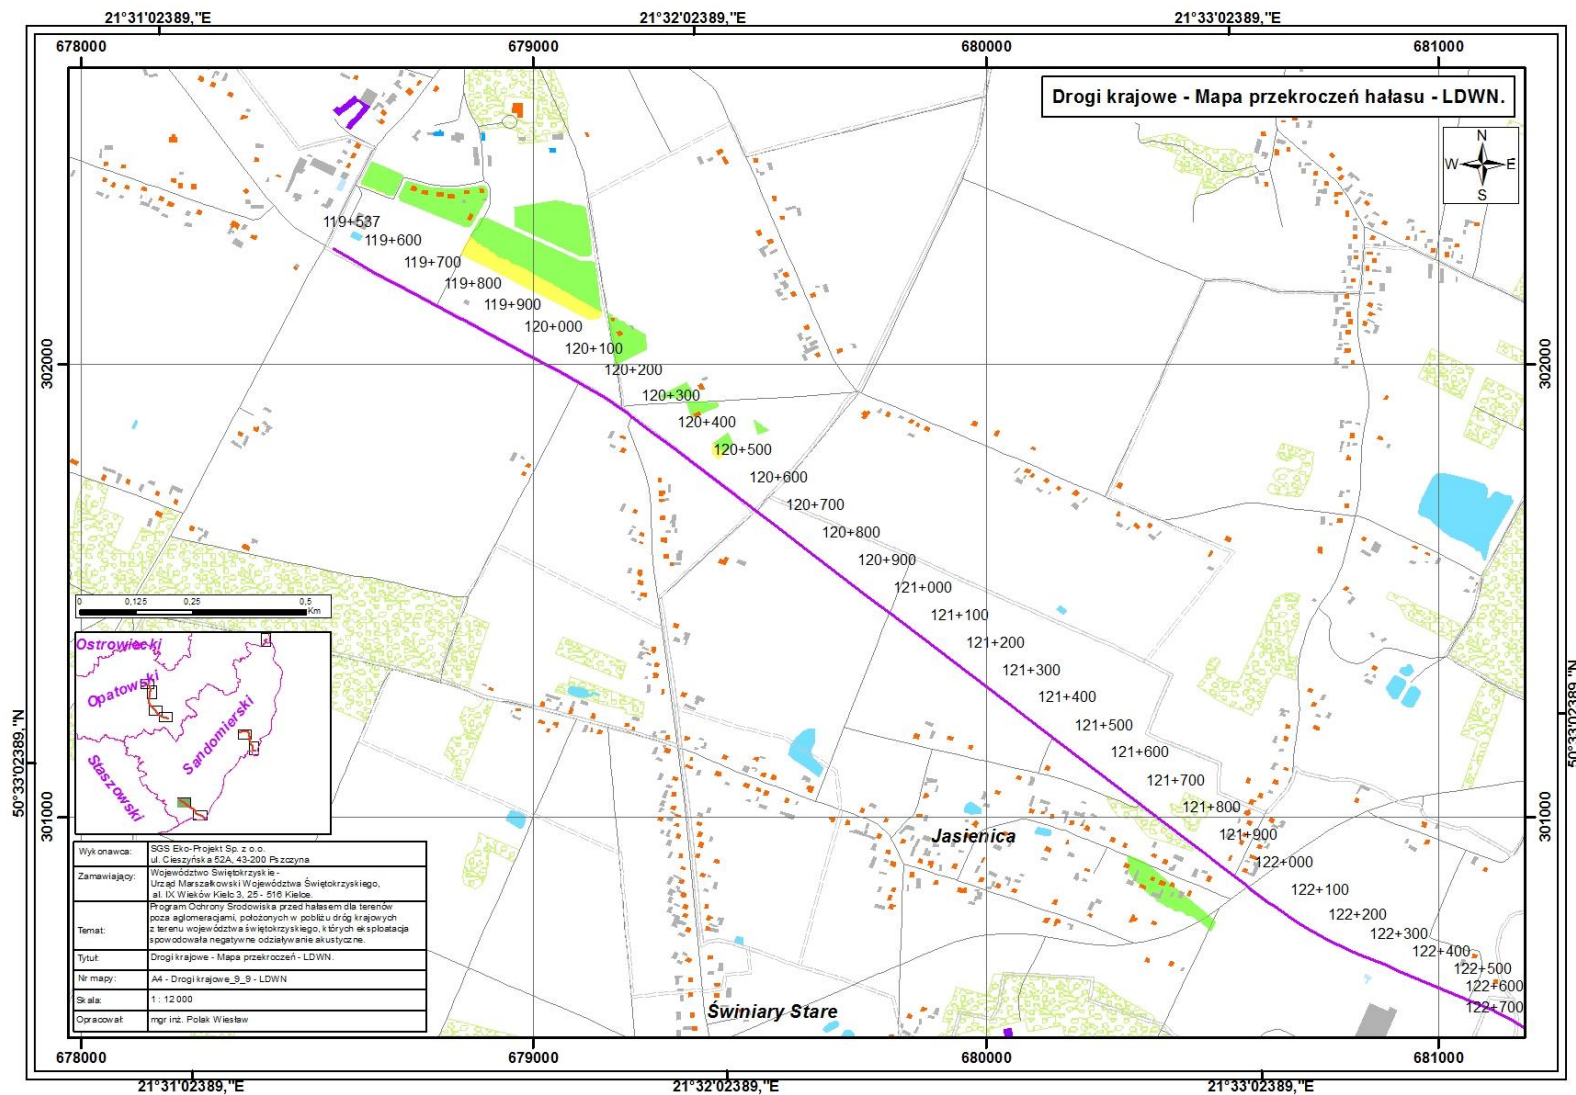 21°31'02389,"E
21°32'02389,"E
21°33'02389,"E
678000
679000
680000
681000
Drogi krajowe - Mapa przekroczeń hałasu - LDWN.
N
W
E
S
119+537
119+600
119+700
119+800
119+900
120+000
120+100
120+200
120+300
120+400
120+500
120+600
120+700
120+800
120+900
121+000
121+100
121+200
121+300
121+400
121+500
121+600
121+700
121+800
121+900
122+000
122+100
122+200
122+300
122+400
122+500
122+600
122+700
302000
302000
301000
301000
50°33'02389,"N
50°33'02389,"N
0 0,125 0,25 0,5
Km
Ostrowiecki
Opatowski
Sandomierski
Staszowski
Jasienica
Świniary Stare
Wykonawca: SGS Eko-Projekt Sp. z o.o.
ul. Cieszyńska 52A, 43-200 Pszczyna
Zamawiający: Województwo Świętokrzyskie -
Urząd Marszałkowski Województwa Świętokrzyskiego,
al. IX Wieków Kielc 3, 25 - 516 Kielce.
Temat: Program Ochrony Środowiska przed hałasem dla terenów
poza aglomeracjami, położonych w pobliżu dróg krajowych
z terenu województwa świętokrzyskiego, których eksploatacja
spowodowała negatywne odziaływanie akustyczne.
Tytuł: Drogi krajowe - Mapa przekroczeń - LDWN.
Nr mapy: A4 - Drogi krajowe_9_9 - LDWN
Skala: 1 : 12 000
Opracował: mgr inż. Polak Wiesław
678000
679000
680000
681000
21°31'02389,"E
21°32'02389,"E
21°33'02389,"E